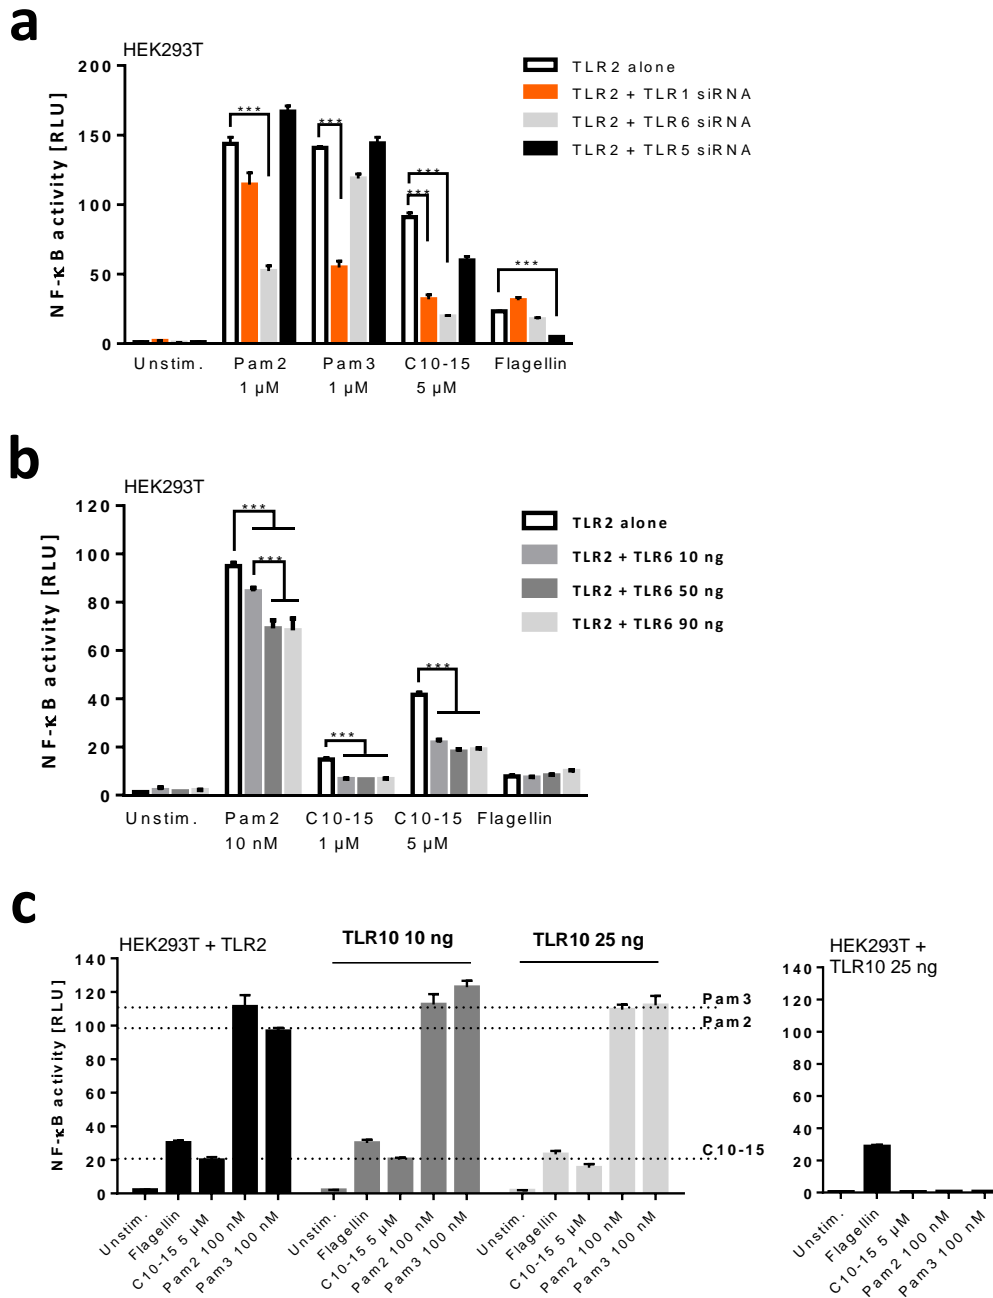 a
HEK293T
NF-κB activity [RLU]
200
150
100
50
0
***
***
***
***
***
TLR2 alone
TLR2 + TLR1 siRNA
TLR2 + TLR6 siRNA
TLR2 + TLR5 siRNA
Unstim.
Pam2
1 µM
Pam3
1 µM
C10-15
5 µM
Flagellin
b
HEK293T
NF-κB activity [RLU]
120
100
80
60
40
20
0
***
***
***
***
TLR2 alone
TLR2 + TLR6 10 ng
TLR2 + TLR6 50 ng
TLR2 + TLR6 90 ng
Unstim.
Pam2
10 nM
C10-15
1 µM
C10-15
5 µM
Flagellin
c
HEK293T + TLR2
TLR10 10 ng
TLR10 25 ng
NF-κB activity [RLU]
140
120
100
80
60
40
20
0
Pam3
Pam2
C10-15
Unstim.
Flagellin
C10-15 5 µM
Pam2 100 nM
Pam3 100 nM
Unstim.
Flagellin
C10-15 5 µM
Pam2 100 nM
Pam3 100 nM
Unstim.
Flagellin
C10-15 5 µM
Pam2 100 nM
Pam3 100 nM
HEK293T +
TLR10 25 ng
140
120
100
80
60
40
20
0
Unstim.
Flagellin
C10-15 5 µM
Pam2 100 nM
Pam3 100 nM